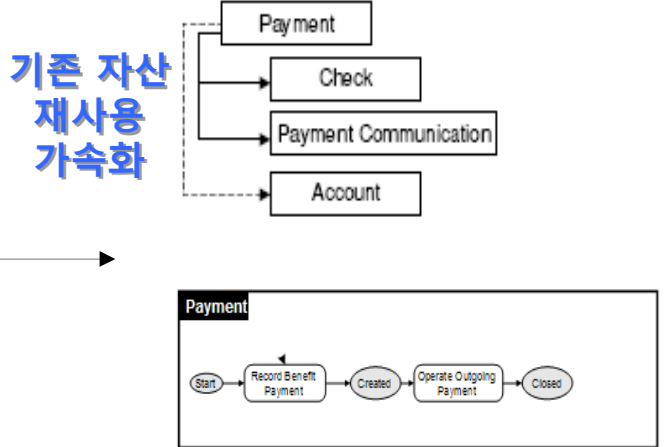 Payment
기존 자산
재사용
가속화
Check
Payment Communication
Account
Payment
Start
Record Benefit
Payment
Created
Operate Outgoing
Payment
Closed